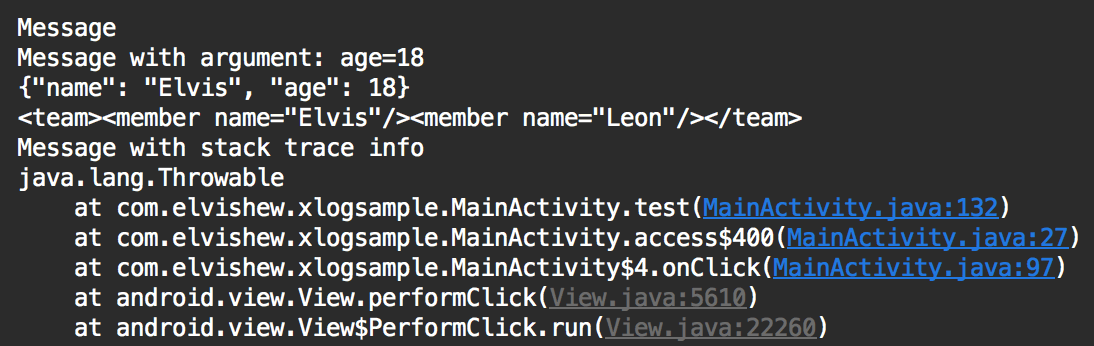 Message
Message with argument: age=18
{"name": "Elvis", "age": 18}
<team><member name="Elvis"/><member name="Leon"/></team>
Message with stack trace info
java.lang.Throwable
    at com.elvishew.xlogsample.MainActivity.test(MainActivity.java:132)
    at com.elvishew.xlogsample.MainActivity.access$400(MainActivity.java:27)
    at com.elvishew.xlogsample.MainActivity$4.onClick(MainActivity.java:97)
    at android.view.View.performClick(View.java:5610)
    at android.view.View$PerformClick.run(View.java:22260)